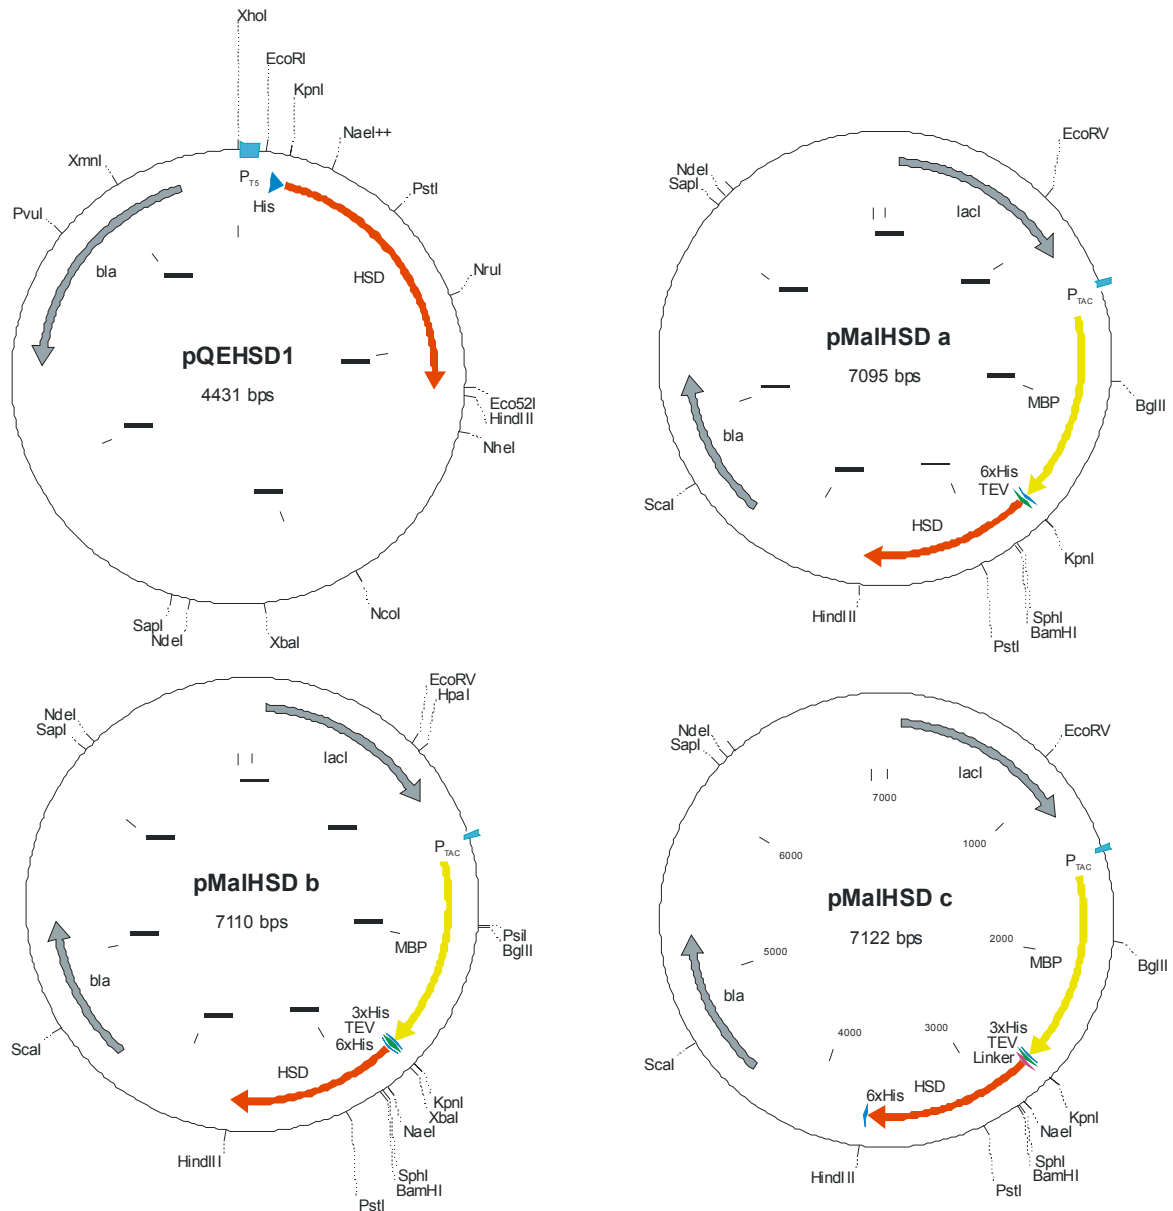 XhoI
EcoRI
KpnI
NaeI++
PstI
NruI
Eco52I
HindIII
NheI
NcoI
XbaI
NdeI
SapI
PvuI
XmnI
P T5
His
HSD
bla
pQEHSD1
4431 bps
EcoRV
NdeI
SapI
lacI
P TAC
pMalHSD a
7095 bps
MBP
BglII
bla
6xHis
TEV
ScaI
HSD
KpnI
HindIII
SphI
BamHI
PstI
EcoRV
HpaI
NdeI
SapI
lacI
P TAC
pMalHSD b
7110 bps
PsiI
BglII
MBP
bla
3xHis
TEV
6xHis
ScaI
HSD
KpnI
XbaI
NaeI
HindIII
SphI
BamHI
PstI
EcoRV
NdeI
SapI
lacI
7000
1000
6000
P TAC
pMalHSD c
7122 bps
2000
MBP
BglII
5000
bla
4000
3000
3xHis
TEV
Linker
ScaI
6xHis
HSD
KpnI
NaeI
HindIII
SphI
BamHI
PstI